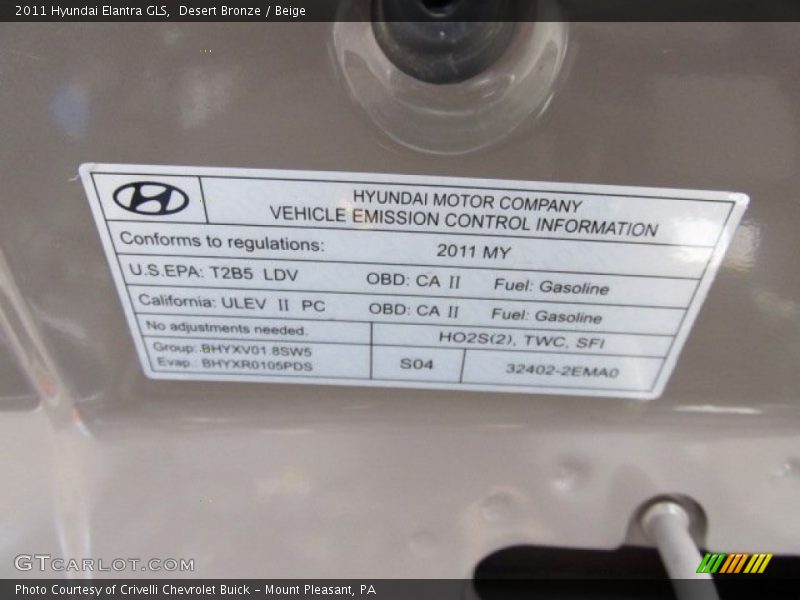 2011 Hyundai Elantra GLS, Desert Bronze / Beige
HYUNDAI MOTOR COMPANY
VEHICLE EMISSION CONTROL INFORMATION
Conforms to regulations: 2011 MY
U.S.EPA: T2B5 LDV OBD: CA II Fuel: Gasoline
California: ULEV II PC OBD: CA II Fuel: Gasoline
No adjustments needed. HO2S(2), TWC, SFI
Group: BHYXV01.8SW5
Evap.: BHYXR0105PDS
S04 32402-2EMA0
GTCARLOT.COM
Photo Courtesy of Crivelli Chevrolet Buick - Mount Pleasant, PA